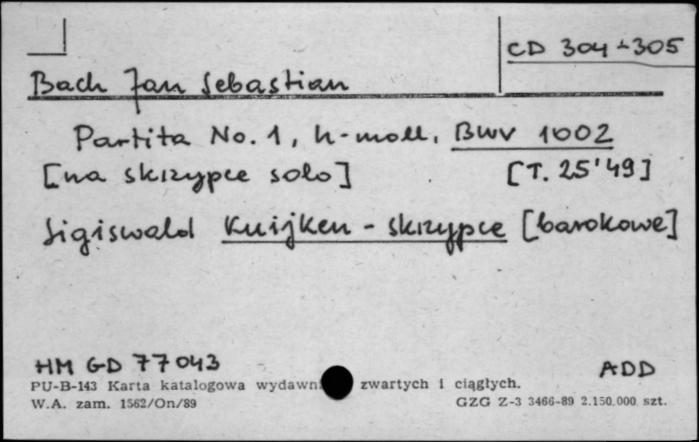 CD 304-305
Bach Jan Sebastian
Partita No. 1, h-moll, BWV 1002
[na skrzypce solo] [T. 25'49]
Sigiswald Kuijken - skrzypce [barokowe]
HM GD 77043 ADD
PU-B-143 Karta katalogowa wydawn zwartych i ciągłych.
W.A. zam. 1562/On/89 GZG Z-3 3466-89 2.150.000 szt.